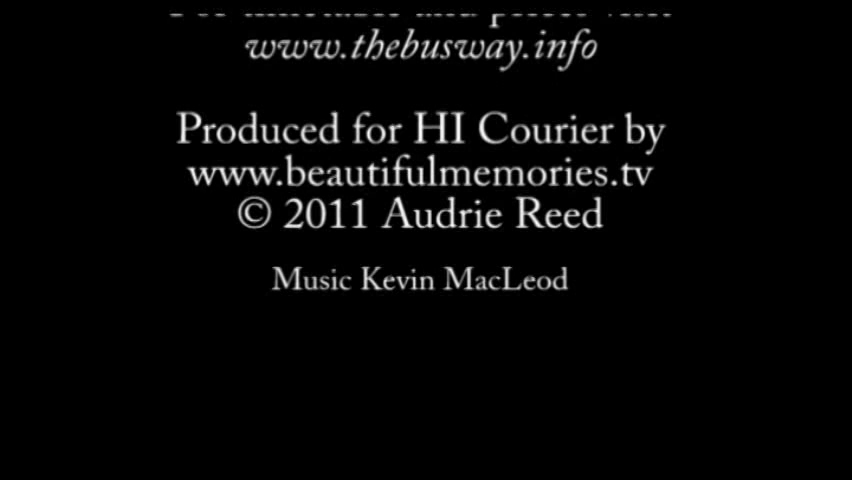 www.thebusway.info
Produced for HI Courier by
www.beautifulmemories.tv
© 2011 Audrie Reed
Music Kevin MacLeod